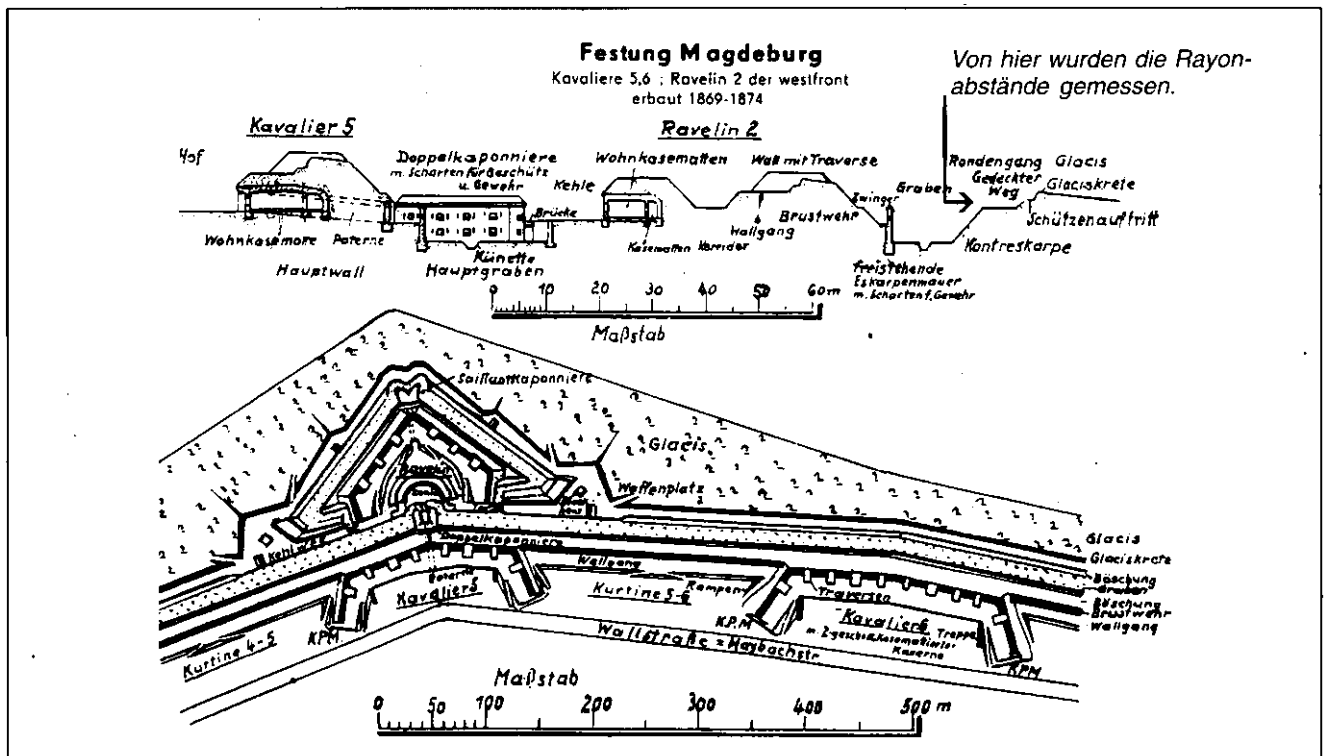 Festung Magdeburg
Kavaliere 5,6 ; Ravelin 2 der westfront
erbaut 1869-1874
Von hier wurden die Rayon-
abstände gemessen.
Kavalier 5
Ravelin 2
Hof
Doppelkaponniere
m. Scharten für Geschütz
u. Gewehr
Kehle
Wohnkasematten
Wall mit Traverse
Zwinger
Graben
Rondengang
Gedeckter
Weg
Glacis
Glaciskrete
Schützenauftritt
Brücke
Brustwehr
Wohnkasematte
Poterne
Kasematten Korridor
Wallgang
Kontreskarpe
Hauptwall
Künette
Hauptgraben
freistehende
Eskarpenmauer
m. Scharten f. Gewehr
0 10 20 30 40 50 60m
Maßstab
Saillantkaponniere
Glacis
Ravelin
Waffenplatz
Kehlweg
Doppelkaponniere
Glacis
Glaciskrete
Böschung
Graben
Böschung
Brustwehr
Wallgang
Poterne
Kavalier 5
Wallgang
Kurtine 5-6
Rampen
Traversen
Kavalier 6
Treppe
Kaserne
KPM
K.P.M
KPM
Kurtine 4-5
Wallstraße = Maybachstr
Maßstab
0 50 100 200 300 400 500 m